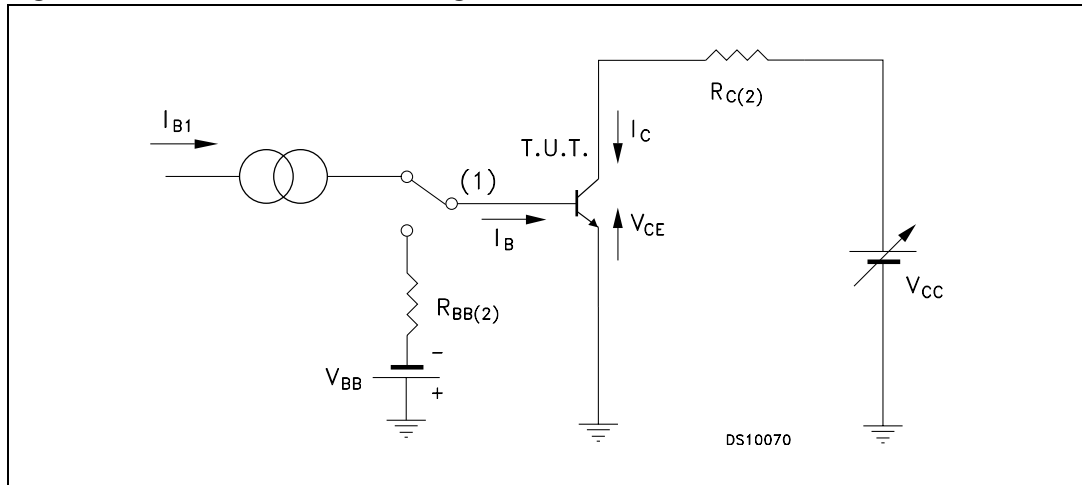 I_B1
R_C(2)
I_C
T.U.T.
(1)
I_B
V_CE
V_CC
R_BB(2)
-
V_BB
+
DS10070